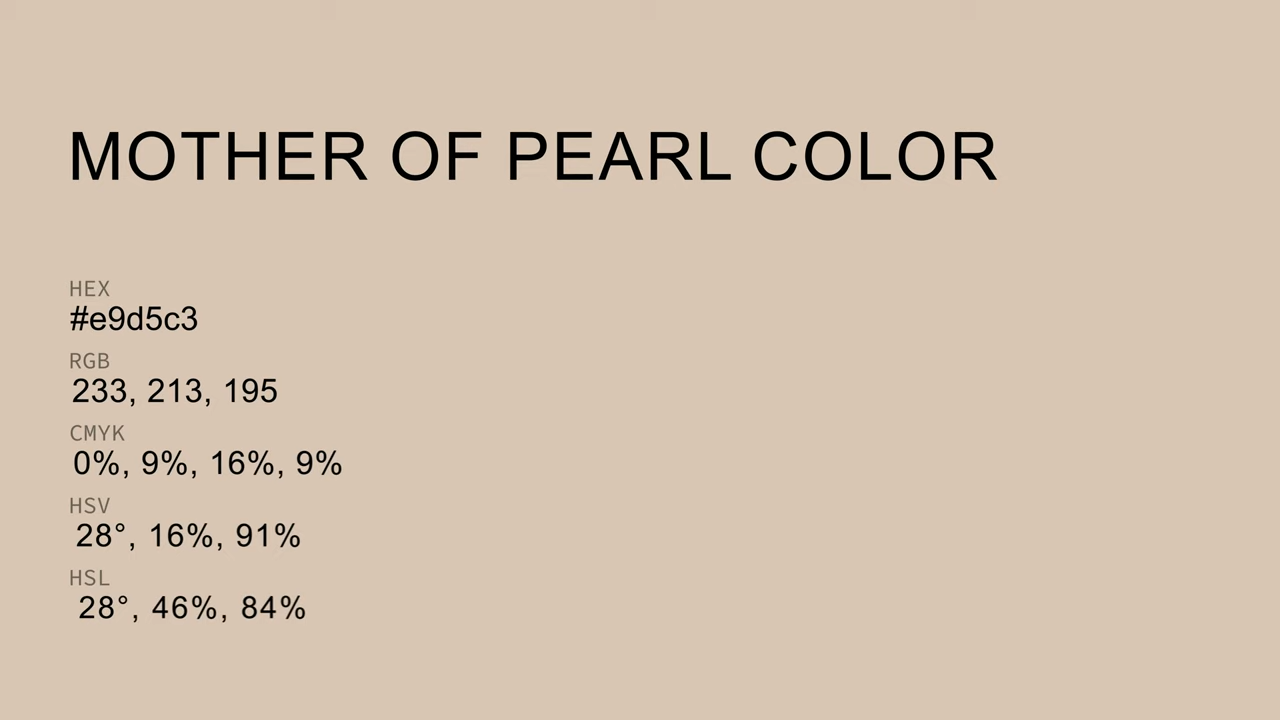 MOTHER OF PEARL COLOR
HEX
#e9d5c3
RGB
233, 213, 195
CMYK
0%, 9%, 16%, 9%
HSV
28°, 16%, 91%
HSL
28°, 46%, 84%